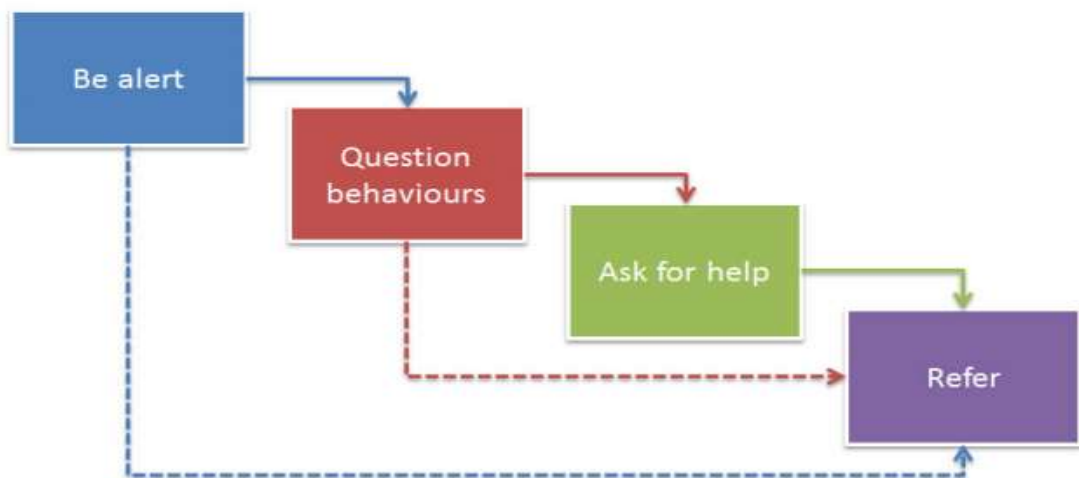 Be alert
Question
behaviours
Ask for help
Refer